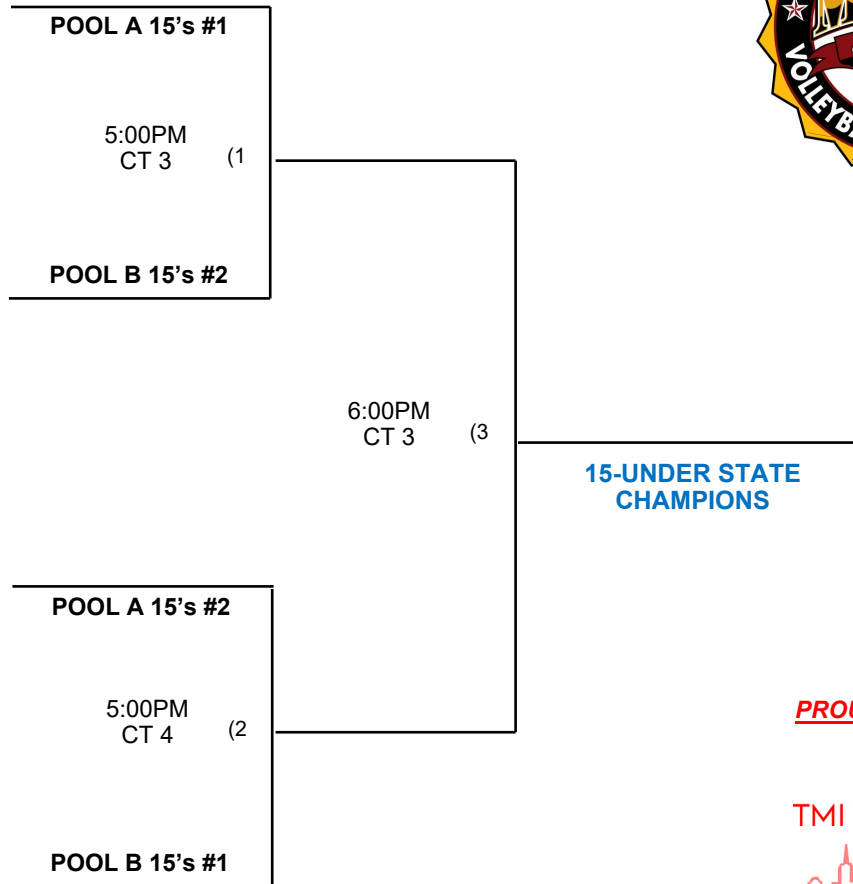 POOL A 15’s #1
5:00PM
CT 3 (1
POOL B 15’s #2
6:00PM
CT 3 (3
15-UNDER STATE
CHAMPIONS
POOL A 15’s #2
5:00PM
CT 4 (2
POOL B 15’s #1
TMI